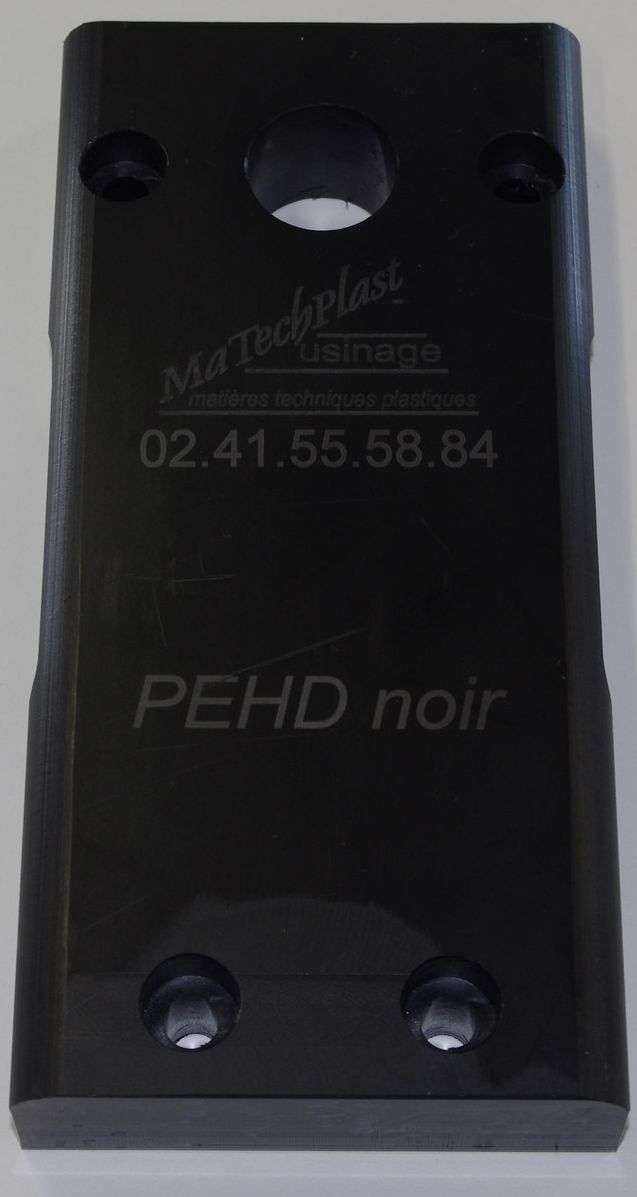 MaTechPlast
usinage
matières techniques plastiques
02.41.55.58.84
PEHD noir